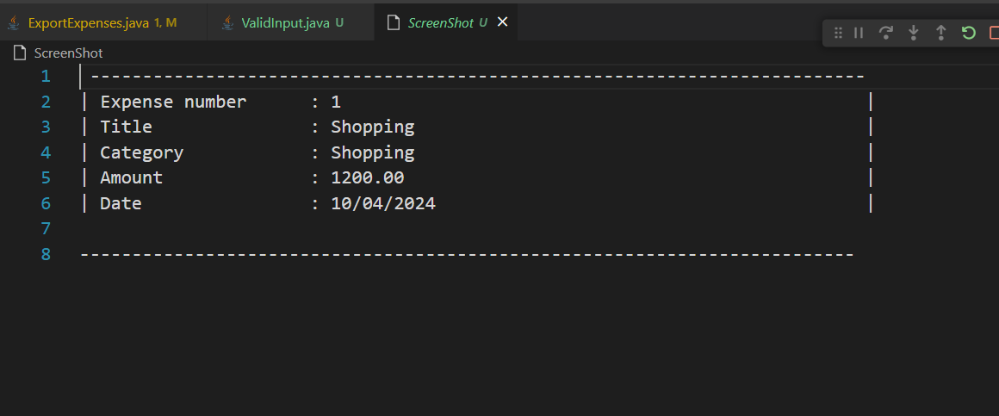 ExportExpenses.java 1, M ValidInput.java U ScreenShot U
ScreenShot
1  --------------------------------------------------------------------------
2 | Expense number      : 1                                                  |
3 | Title               : Shopping                                           |
4 | Category            : Shopping                                           |
5 | Amount              : 1200.00                                            |
6 | Date                : 10/04/2024                                         |
7
8 --------------------------------------------------------------------------